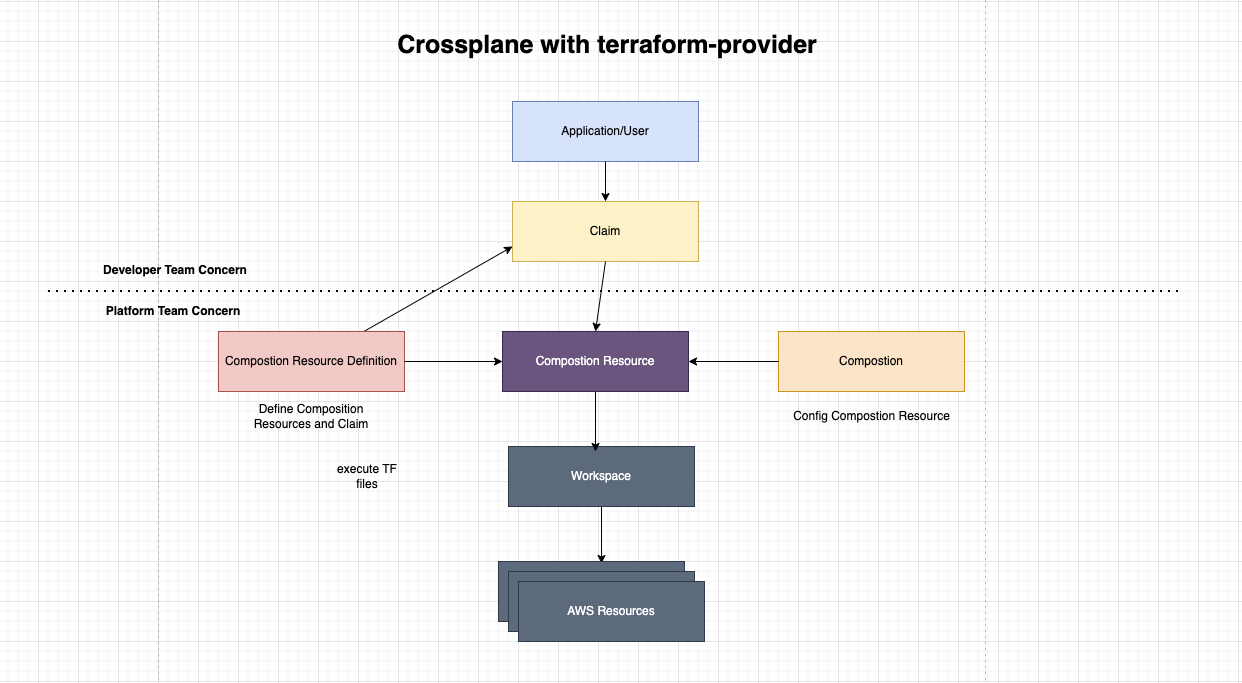 Crossplane with terraform-provider
Application/User
Claim
Developer Team Concern
Platform Team Concern
Compostion Resource Definition
Compostion Resource
Compostion
Define Composition
Resources and Claim
Config Compostion Resource
execute TF
files
Workspace
AWS Resources